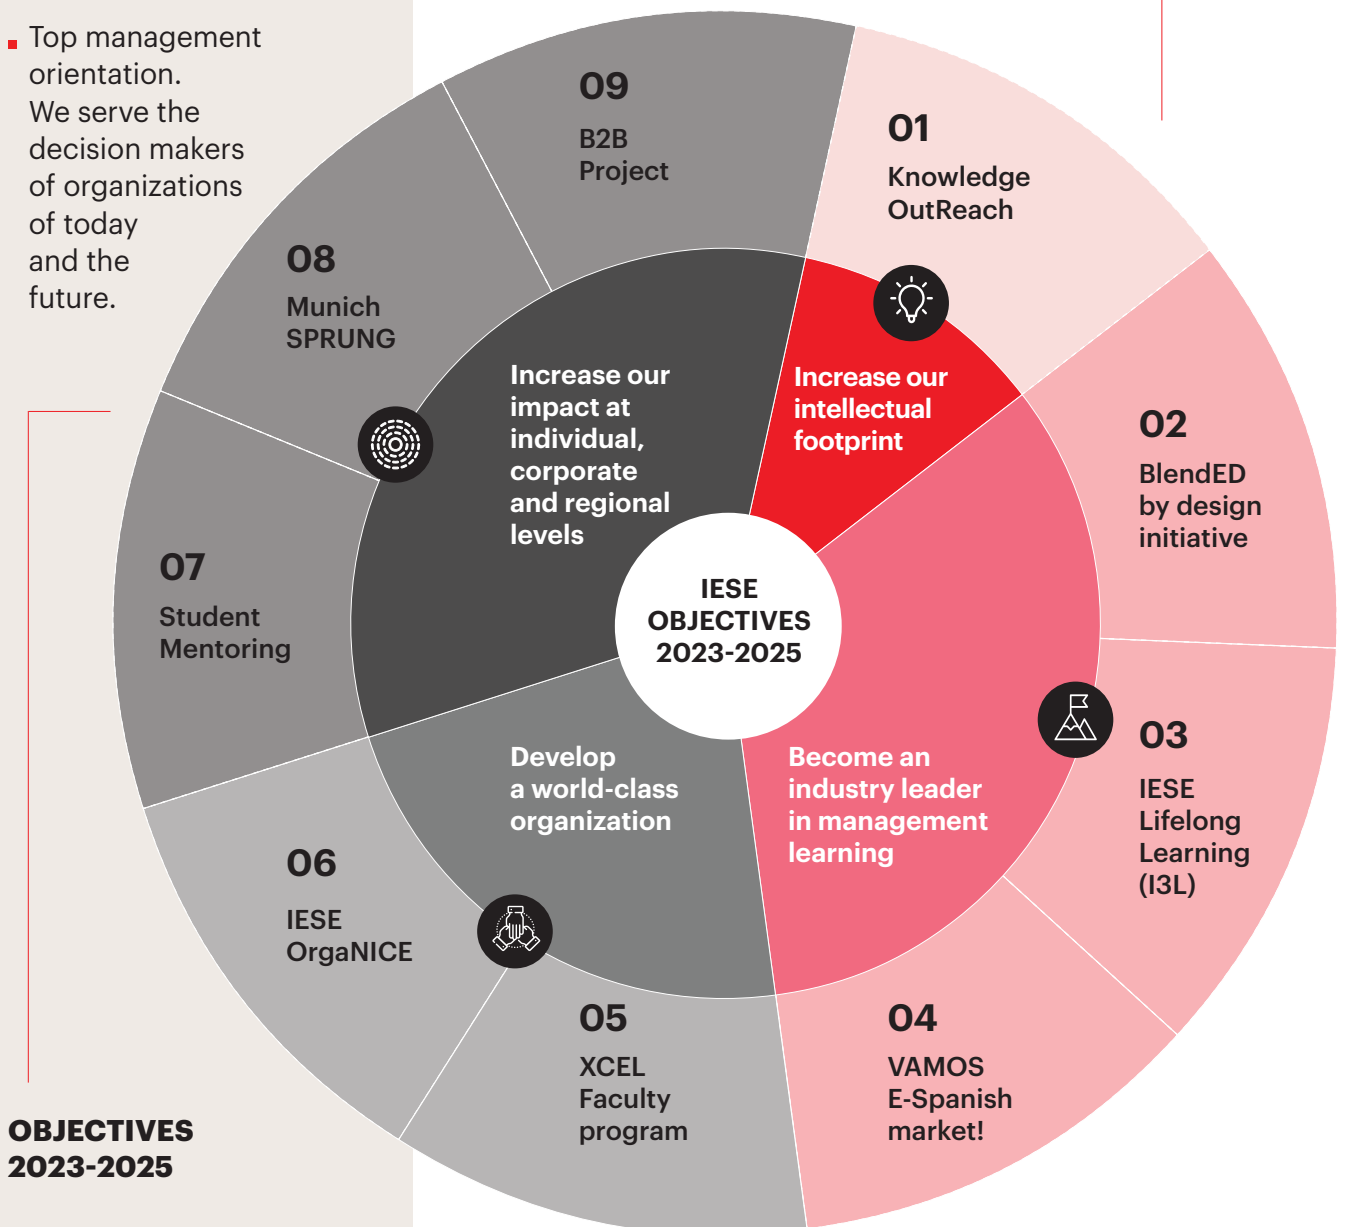 Top management
orientation.
We serve the
decision makers
of organizations
of today
and the
future.
OBJECTIVES
2023-2025
IESE
OBJECTIVES
2023-2025
Increase our
intellectual
footprint
Become an
industry leader
in management
learning
Develop
a world-class
organization
Increase our
impact at
individual,
corporate
and regional
levels
01
Knowledge
OutReach
02
BlendED
by design
initiative
03
IESE
Lifelong
Learning
(I3L)
04
VAMOS
E-Spanish
market!
05
XCEL
Faculty
program
06
IESE
OrgaNICE
07
Student
Mentoring
08
Munich
SPRUNG
09
B2B
Project